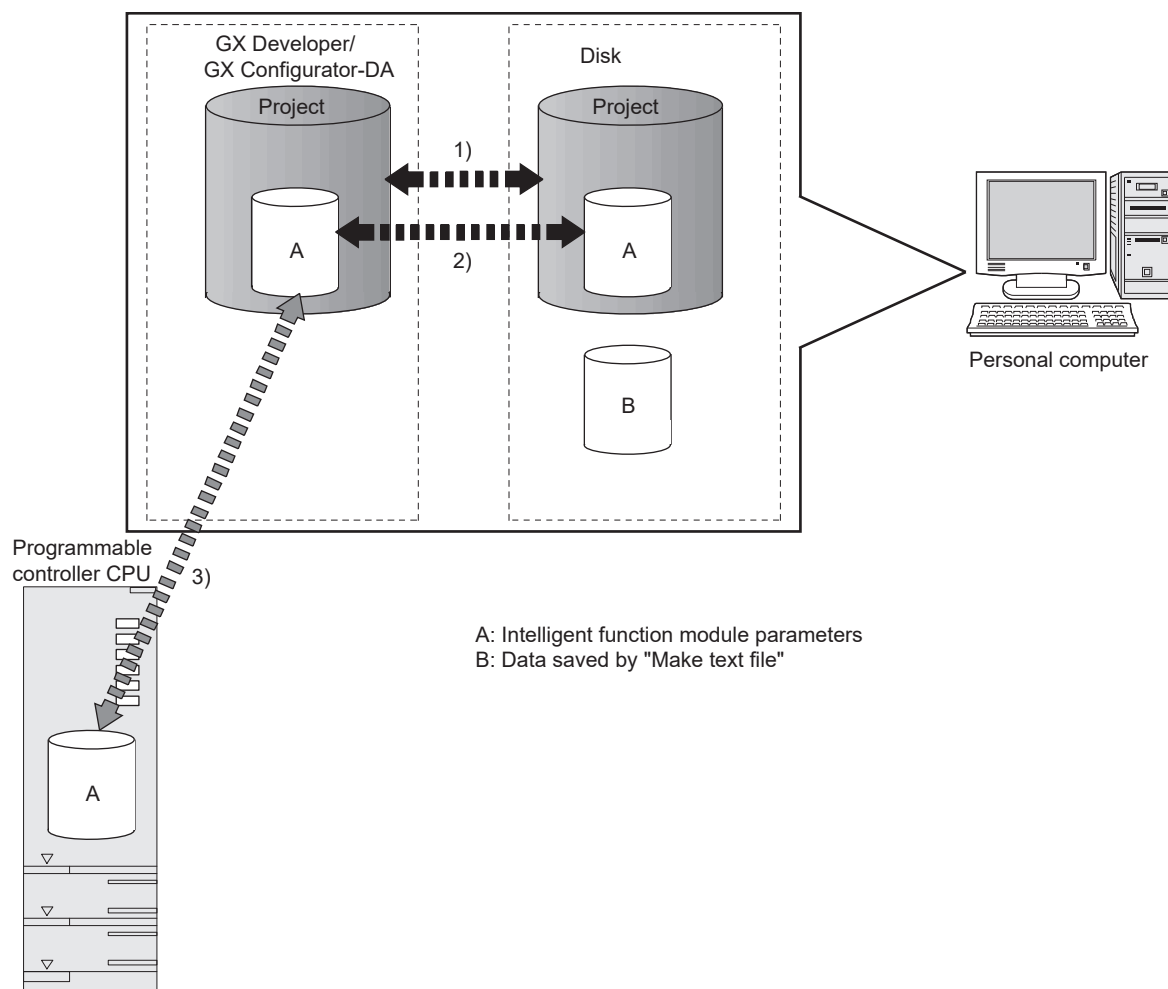 GX Developer/
GX Configurator-DA
Disk
Project
Project
1)
A
A
2)
B
Personal computer
Programmable
controller CPU
3)
A: Intelligent function module parameters
B: Data saved by "Make text file"
A